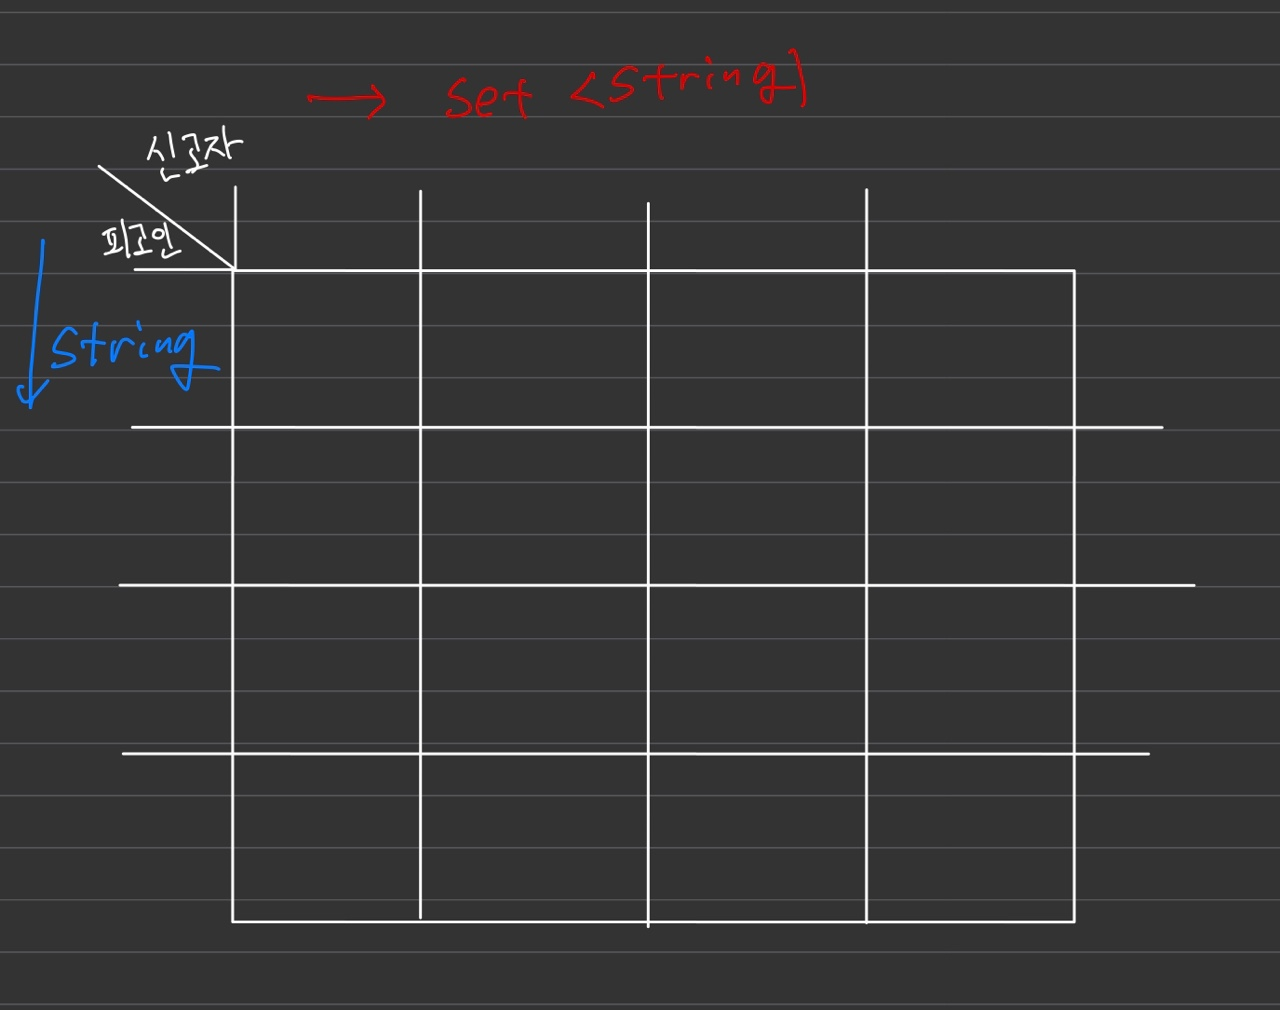 → Set <String}
신고자
피고인
String